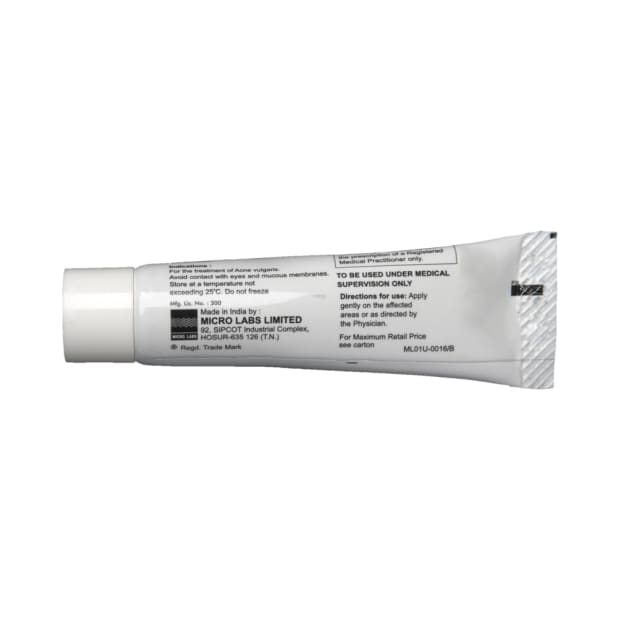 Indications :
For the treatment of Acne vulgaris.
Avoid contact with eyes and mucous membranes.
Store at a temperature not
exceeding 25°C. Do not freeze
Mfg. Lic. No. : 300
MICRO LABS
Made in India by :
MICRO LABS LIMITED
92, SIPCOT Industrial Complex,
HOSUR-635 126 (T.N.)
® Regd. Trade Mark
the prescription of a Registered
Medical Practitioner only.
TO BE USED UNDER MEDICAL
SUPERVISION ONLY
Directions for use: Apply
gently on the affected
areas or as directed by
the Physician.
For Maximum Retail Price
see carton
ML01U-0016/B